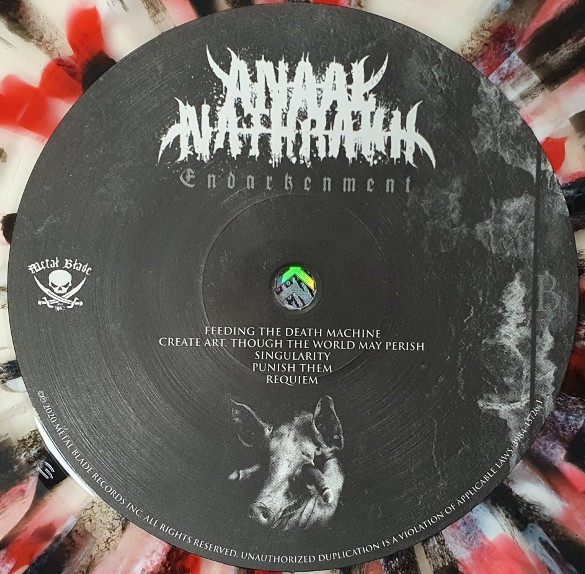 ANAAL
NATHRAKH
Endarkenment
Metal Blade
B
FEEDING THE DEATH MACHINE
CREATE ART, THOUGH THE WORLD MAY PERISH
SINGULARITY
PUNISH THEM
REQUIEM
℗© 2020 METAL BLADE RECORDS INC. ALL RIGHTS RESERVED. UNAUTHORIZED DUPLICATION IS A VIOLATION OF APPLICABLE LAWS.